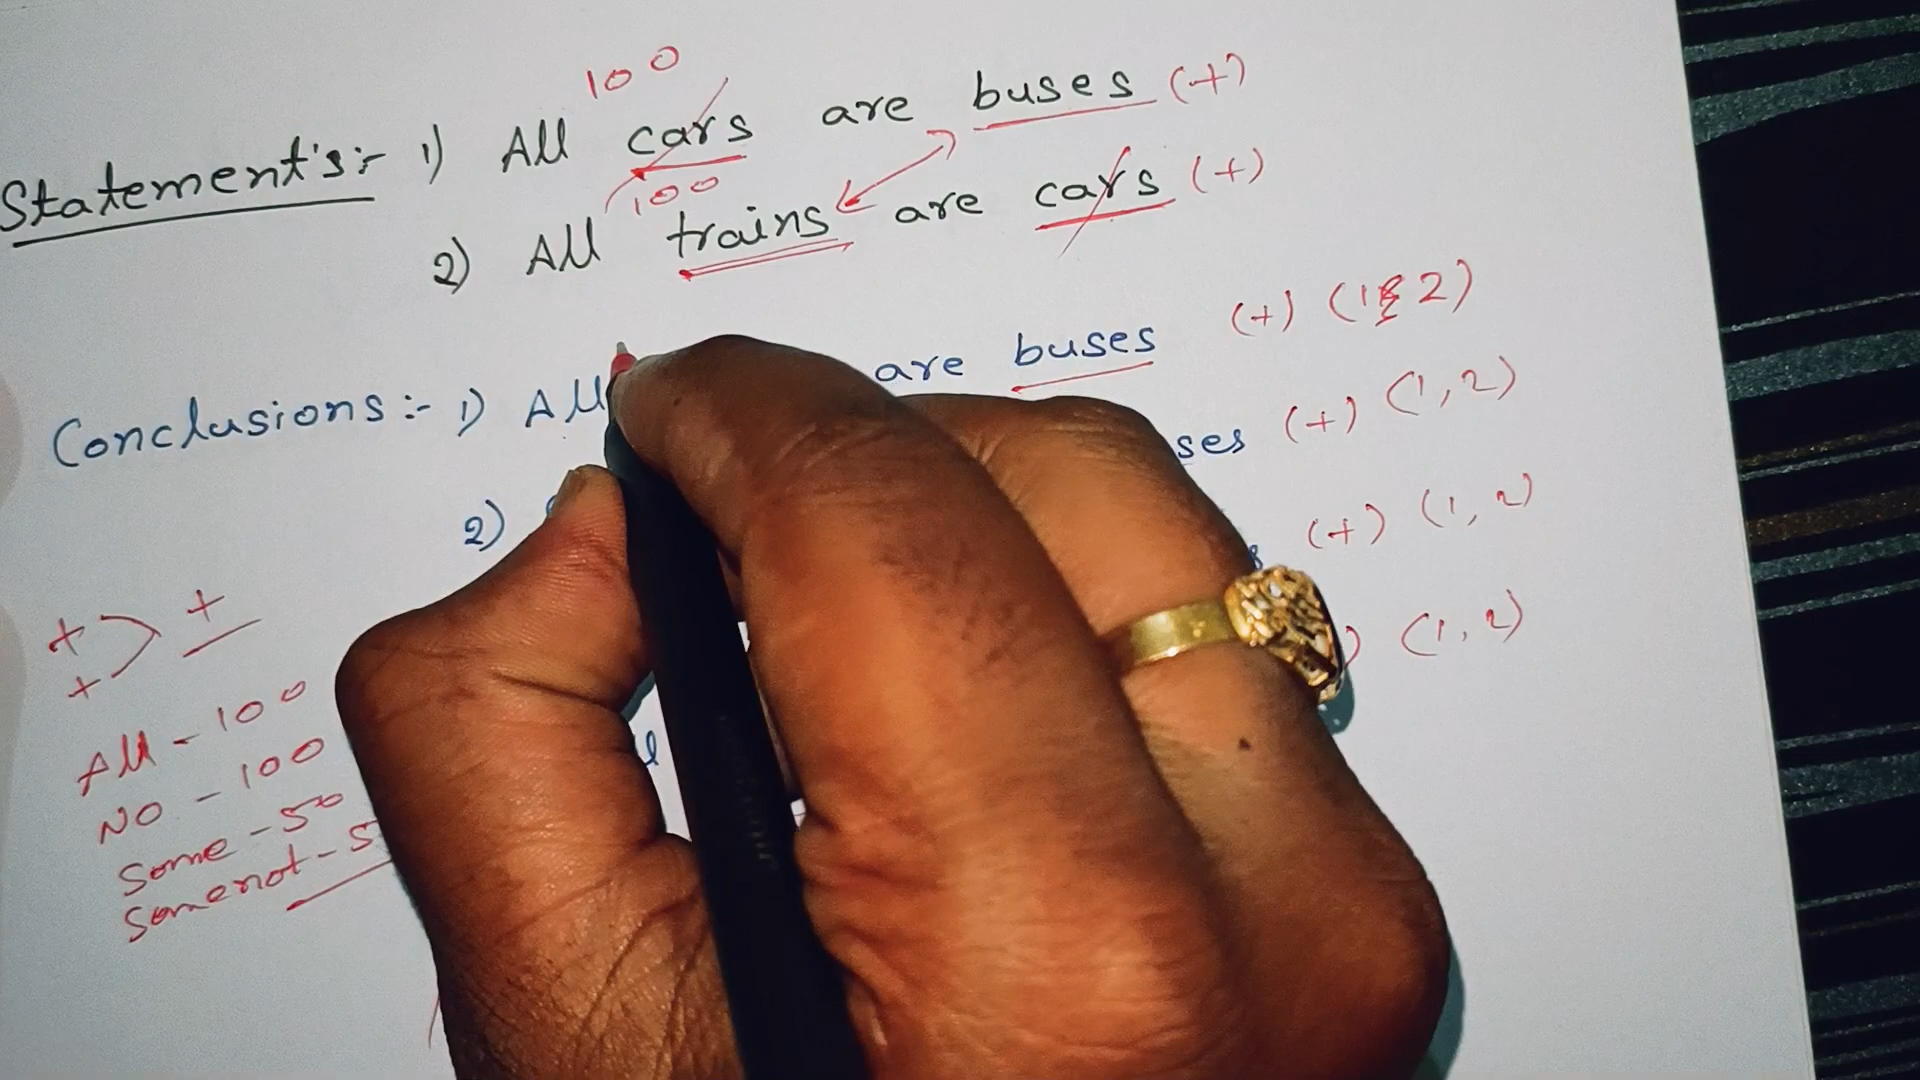 100
Statement's:- 1) All cars are buses (+)
100
2) All trains are cars (+)
Conclusions:- 1) All are buses (+) (1 & 2)
2) ses (+) (1, 2)
(+) (1, 2)
) (1, 2)
+ +
+
All - 100
NO - 100
Some - 50
Somenot - 5